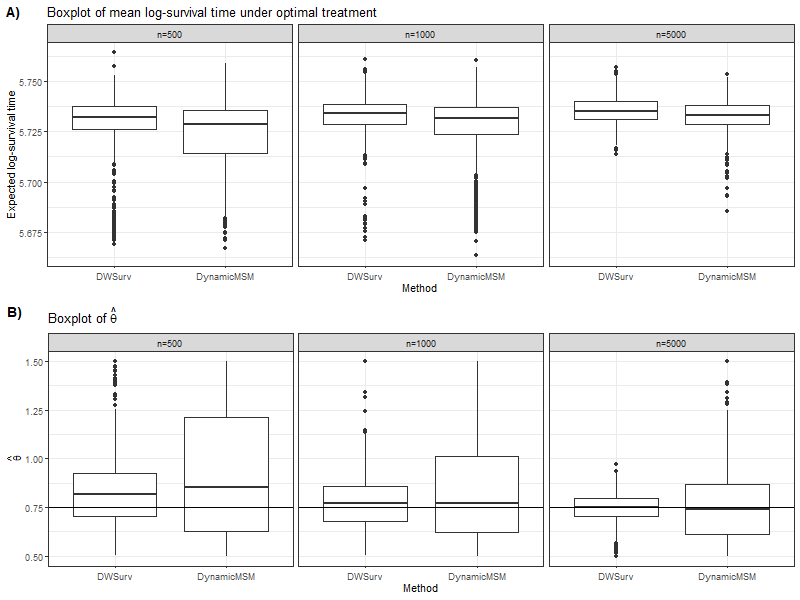 A) Boxplot of mean log-survival time under optimal treatment
n=500 n=1000 n=5000
Expected log-survival time
5.750
5.725
5.700
5.675
DWSurv DynamicMSM DWSurv DynamicMSM DWSurv DynamicMSM
Method
B) Boxplot of θ̂
n=500 n=1000 n=5000
θ̂
1.50
1.25
1.00
0.75
0.50
DWSurv DynamicMSM DWSurv DynamicMSM DWSurv DynamicMSM
Method